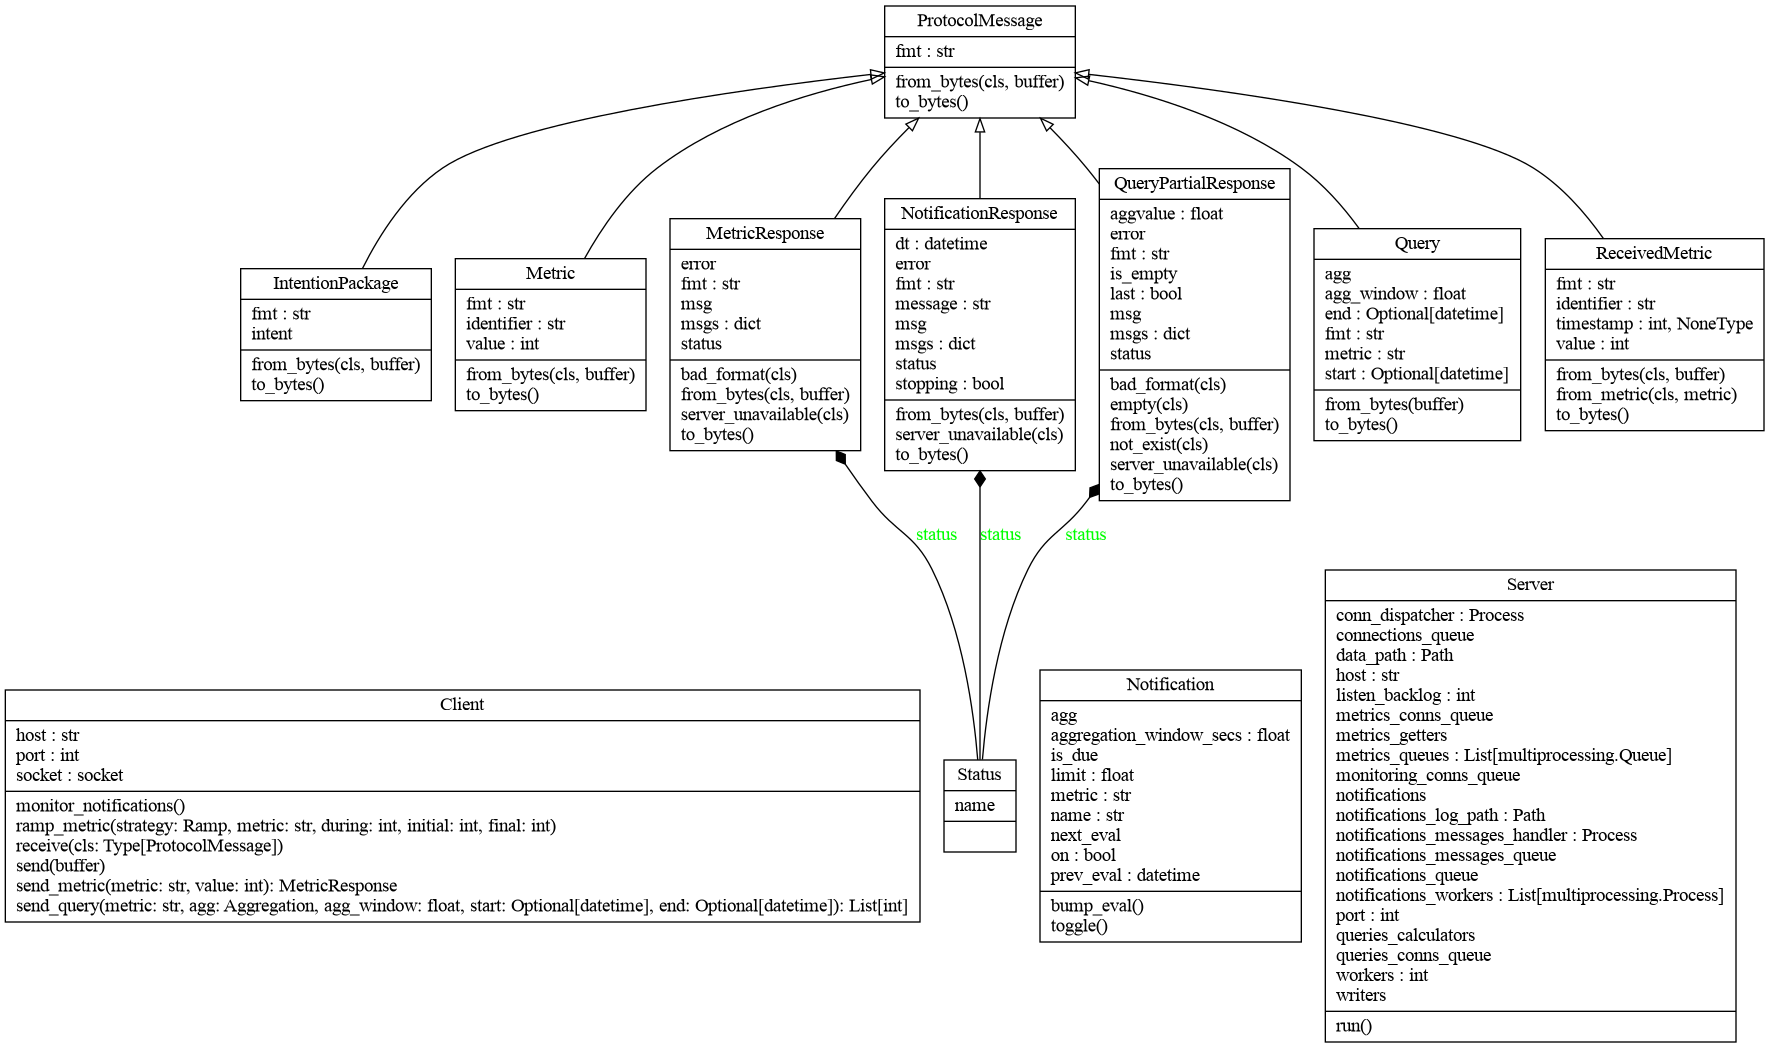 ProtocolMessage
fmt : str
from_bytes(cls, buffer)
to_bytes()
IntentionPackage
fmt : str
intent
from_bytes(cls, buffer)
to_bytes()
Metric
fmt : str
identifier : str
value : int
from_bytes(cls, buffer)
to_bytes()
MetricResponse
error
fmt : str
msg
msgs : dict
status
bad_format(cls)
from_bytes(cls, buffer)
server_unavailable(cls)
to_bytes()
NotificationResponse
dt : datetime
error
fmt : str
message : str
msg
msgs : dict
status
stopping : bool
from_bytes(cls, buffer)
server_unavailable(cls)
to_bytes()
QueryPartialResponse
aggvalue : float
error
fmt : str
is_empty
last : bool
msg
msgs : dict
status
bad_format(cls)
empty(cls)
from_bytes(cls, buffer)
not_exist(cls)
server_unavailable(cls)
to_bytes()
Query
agg
agg_window : float
end : Optional[datetime]
fmt : str
metric : str
start : Optional[datetime]
from_bytes(buffer)
to_bytes()
ReceivedMetric
fmt : str
identifier : str
timestamp : int, NoneType
value : int
from_bytes(cls, buffer)
from_metric(cls, metric)
to_bytes()
status
status
status
Client
host : str
port : int
socket : socket
monitor_notifications()
ramp_metric(strategy: Ramp, metric: str, during: int, initial: int, final: int)
receive(cls: Type[ProtocolMessage])
send(buffer)
send_metric(metric: str, value: int): MetricResponse
send_query(metric: str, agg: Aggregation, agg_window: float, start: Optional[datetime], end: Optional[datetime]): List[int]
Status
name
Notification
agg
aggregation_window_secs : float
is_due
limit : float
metric : str
name : str
next_eval
on : bool
prev_eval : datetime
bump_eval()
toggle()
Server
conn_dispatcher : Process
connections_queue
data_path : Path
host : str
listen_backlog : int
metrics_conns_queue
metrics_getters
metrics_queues : List[multiprocessing.Queue]
monitoring_conns_queue
notifications
notifications_log_path : Path
notifications_messages_handler : Process
notifications_messages_queue
notifications_queue
notifications_workers : List[multiprocessing.Process]
port : int
queries_calculators
queries_conns_queue
workers : int
writers
run()